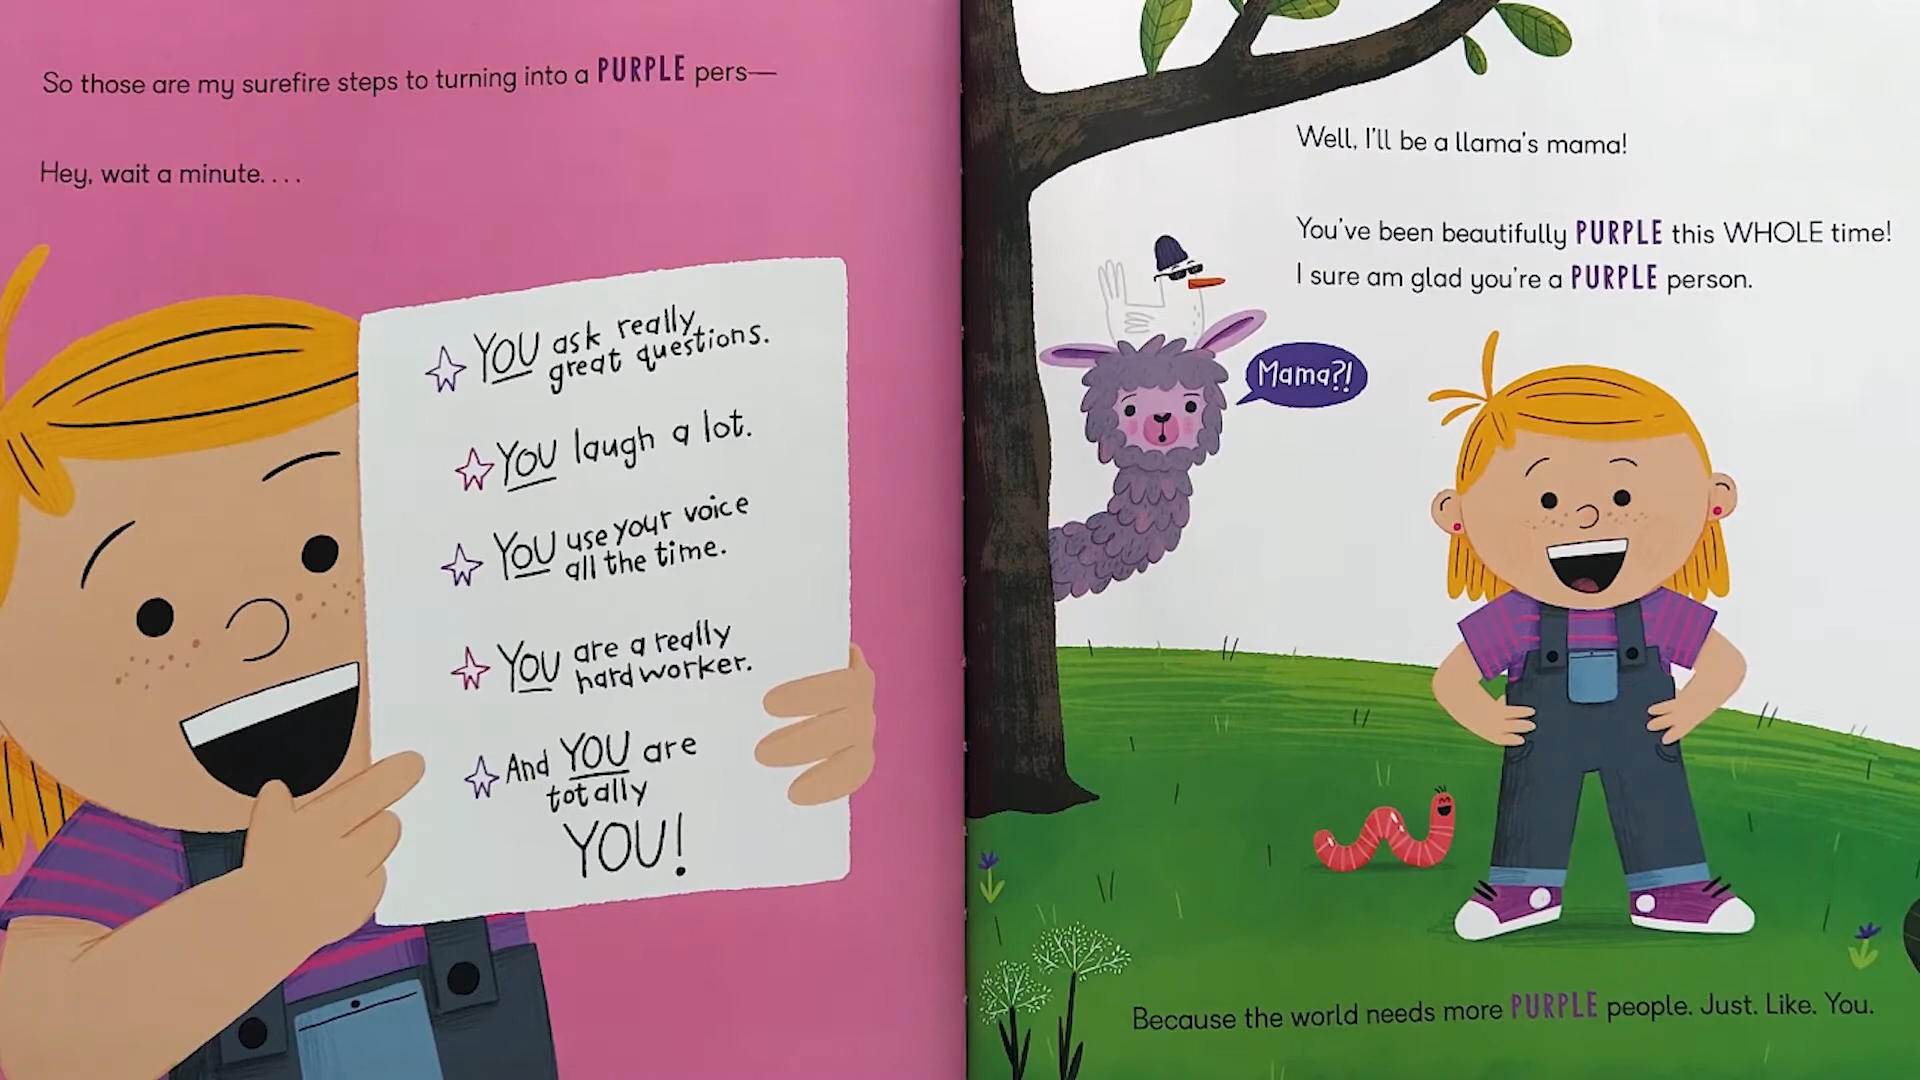 So those are my surefire steps to turning into a PURPLE pers—
Hey, wait a minute. . . .
YOU ask really
great questions.
YOU laugh a lot.
YOU use your voice
all the time.
YOU are a really
hard worker.
And YOU are
totally
YOU!
Well, I'll be a llama's mama!
You've been beautifully PURPLE this WHOLE time!
I sure am glad you're a PURPLE person.
Mama?!
Because the world needs more PURPLE people. Just. Like. You.